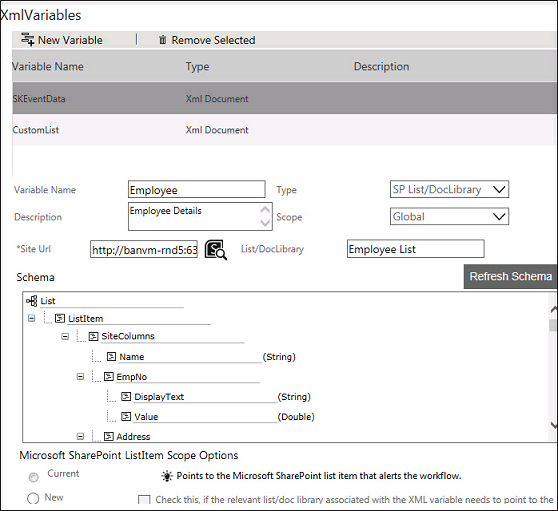 XmlVariables
New Variable | Remove Selected
Variable Name Type Description
SKEventData Xml Document
CustomList Xml Document
Variable Name Employee Type SP List/DocLibrary
Description Employee Details Scope Global
*Site Url http://banvm-rnd5:63 List/DocLibrary Employee List
Schema Refresh Schema
List
ListItem
SiteColumns
Name (String)
EmpNo
DisplayText (String)
Value (Double)
Address
Microsoft SharePoint ListItem Scope Options
Current Points to the Microsoft SharePoint list item that alerts the workflow.
New Check this, if the relevant list/doc library associated with the XML variable needs to point to the